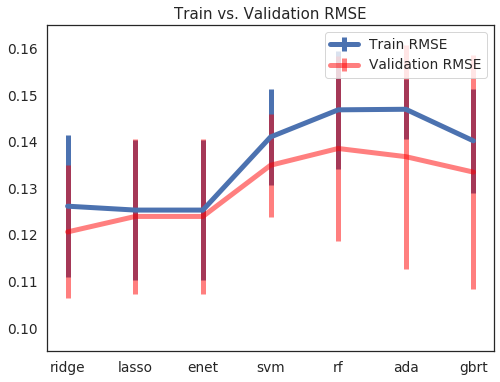 Train vs. Validation RMSE
Train RMSE
Validation RMSE
0.16
0.15
0.14
0.13
0.12
0.11
0.10
ridge lasso enet svm rf ada gbrt